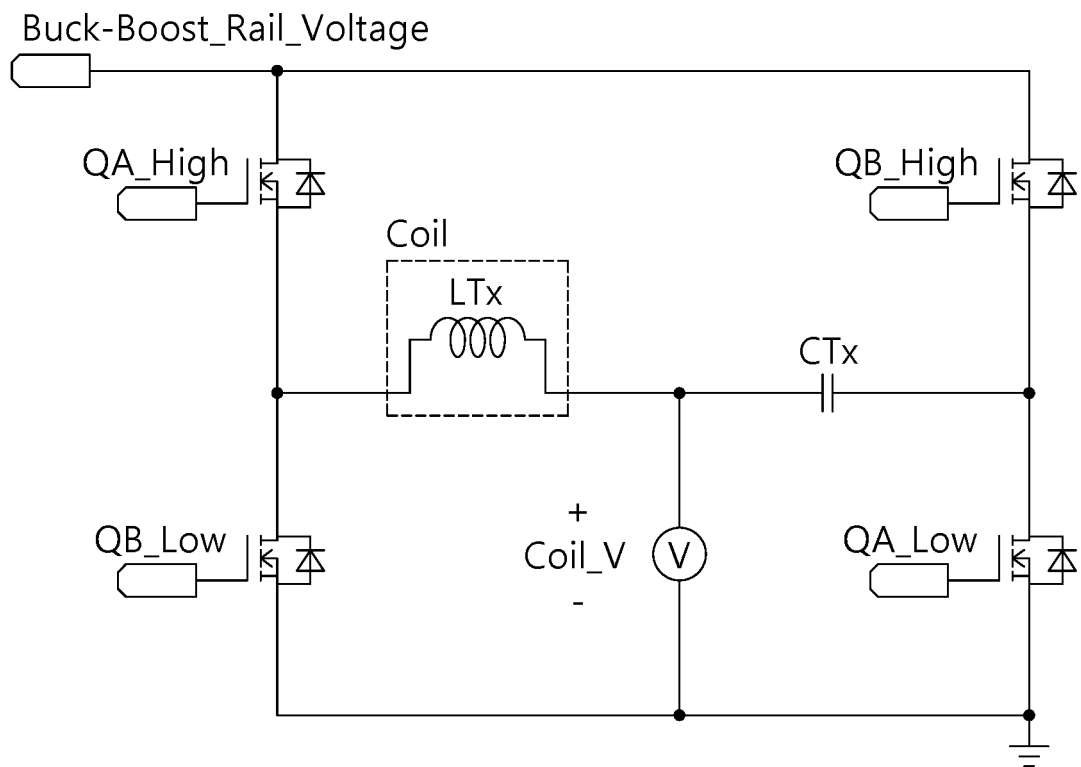 Buck-Boost_Rail_Voltage
QA_High
QB_High
Coil
LTx
CTx
QB_Low
+
Coil_V
V
-
QA_Low